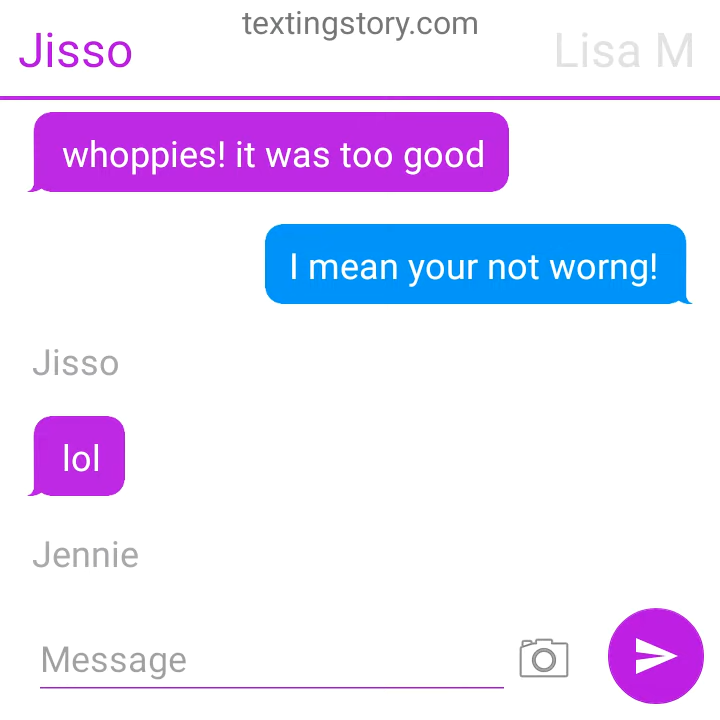 textingstory.com
Jisso
Lisa M
whoppies! it was too good
I mean your not worng!
Jisso
lol
Jennie
Message